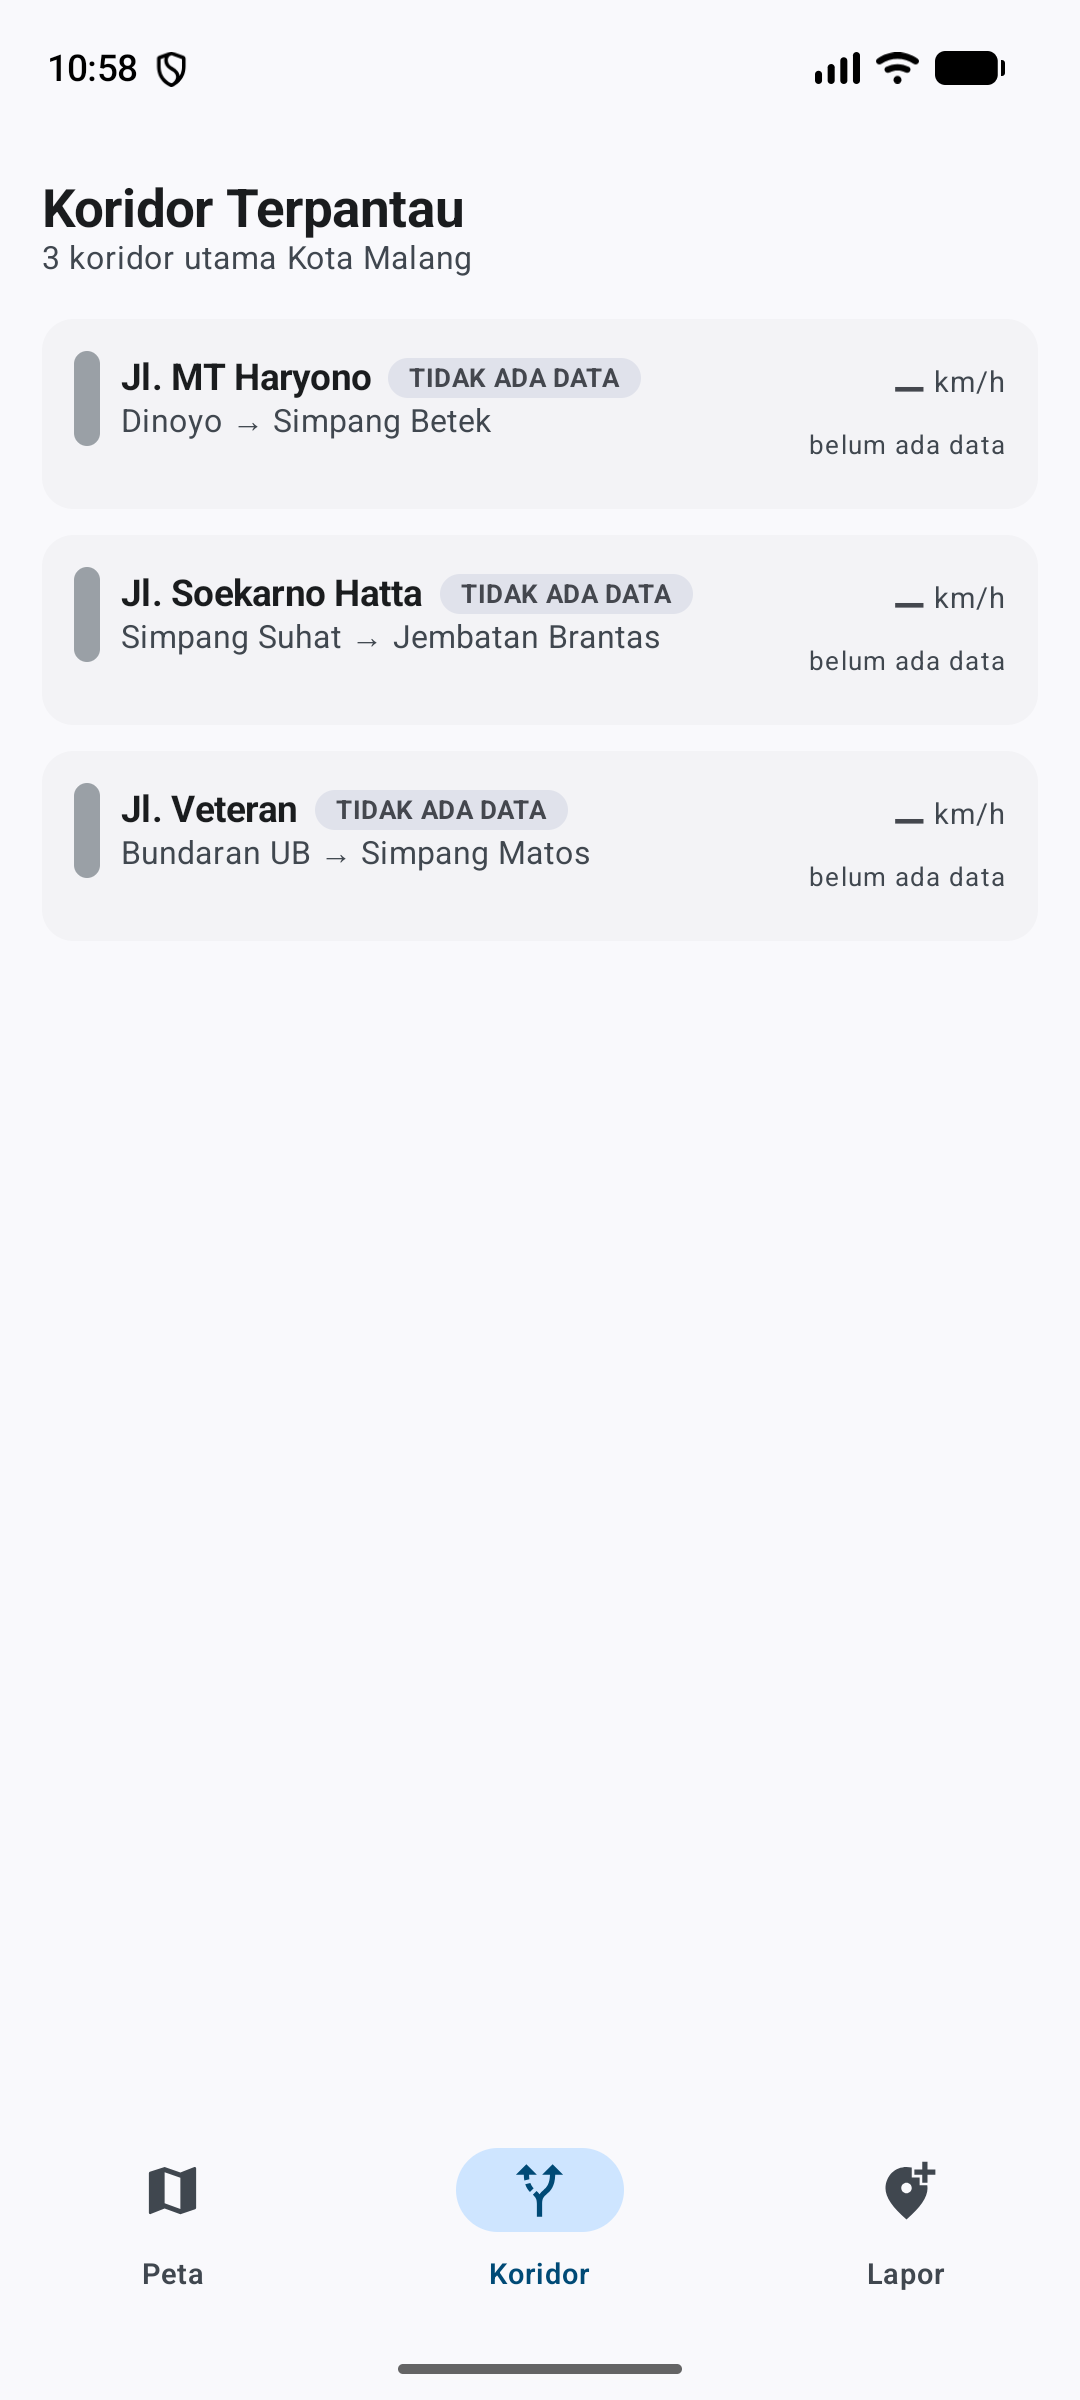 10:58
Koridor Terpantau
3 koridor utama Kota Malang
Jl. MT Haryono TIDAK ADA DATA — km/h
Dinoyo → Simpang Betek
belum ada data
Jl. Soekarno Hatta TIDAK ADA DATA — km/h
Simpang Suhat → Jembatan Brantas
belum ada data
Jl. Veteran TIDAK ADA DATA — km/h
Bundaran UB → Simpang Matos
belum ada data
Peta Koridor Lapor